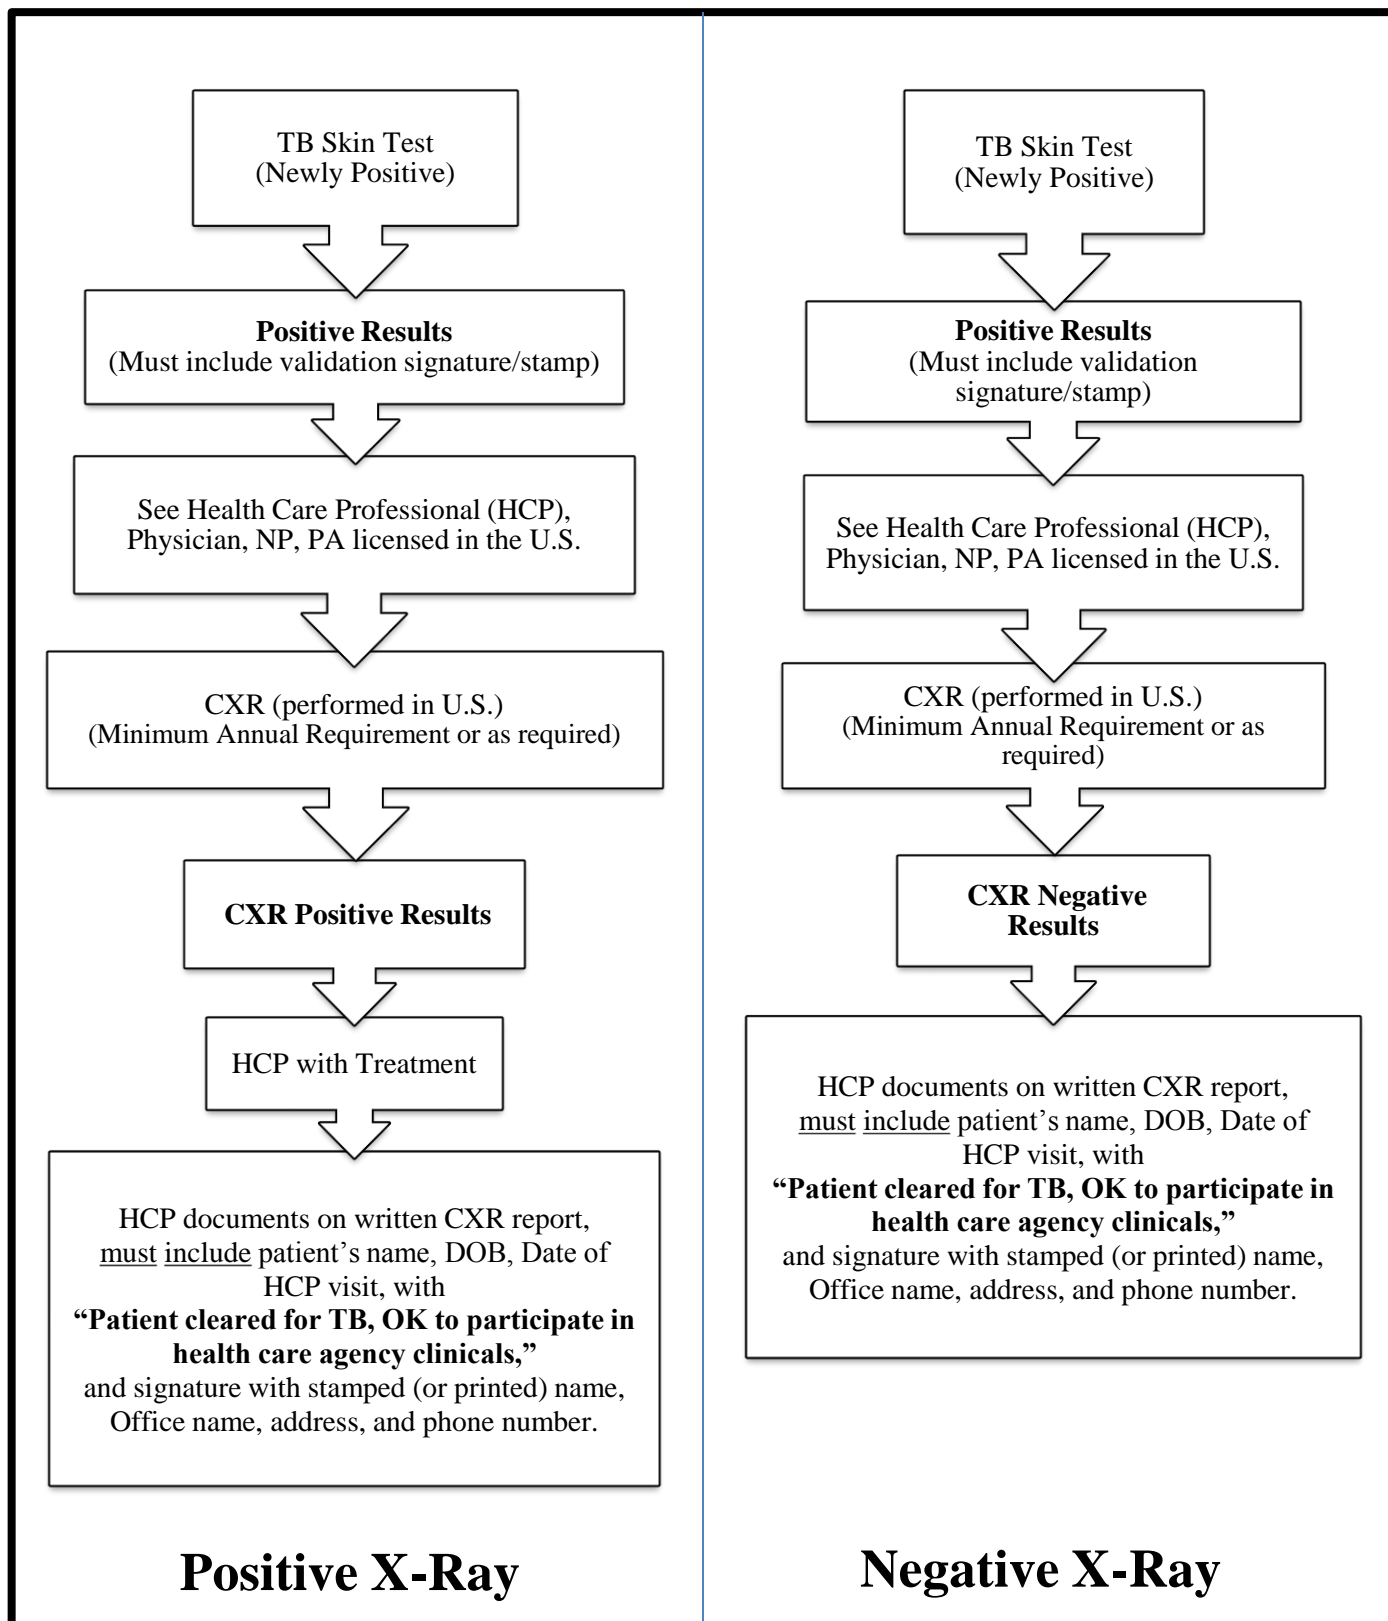 TB Skin Test
(Newly Positive)
Positive Results
(Must include validation signature/stamp)
See Health Care Professional (HCP),
Physician, NP, PA licensed in the U.S.
CXR (performed in U.S.)
(Minimum Annual Requirement or as required)
CXR Positive Results
HCP with Treatment
HCP documents on written CXR report,
must include patient’s name, DOB, Date of
HCP visit, with
“Patient cleared for TB, OK to participate in
health care agency clinicals,”
and signature with stamped (or printed) name,
Office name, address, and phone number.
Positive X-Ray
TB Skin Test
(Newly Positive)
Positive Results
(Must include validation
signature/stamp)
See Health Care Professional (HCP),
Physician, NP, PA licensed in the U.S.
CXR (performed in U.S.)
(Minimum Annual Requirement or as
required)
CXR Negative
Results
HCP documents on written CXR report,
must include patient’s name, DOB, Date of
HCP visit, with
“Patient cleared for TB, OK to participate in
health care agency clinicals,”
and signature with stamped (or printed) name,
Office name, address, and phone number.
Negative X-Ray